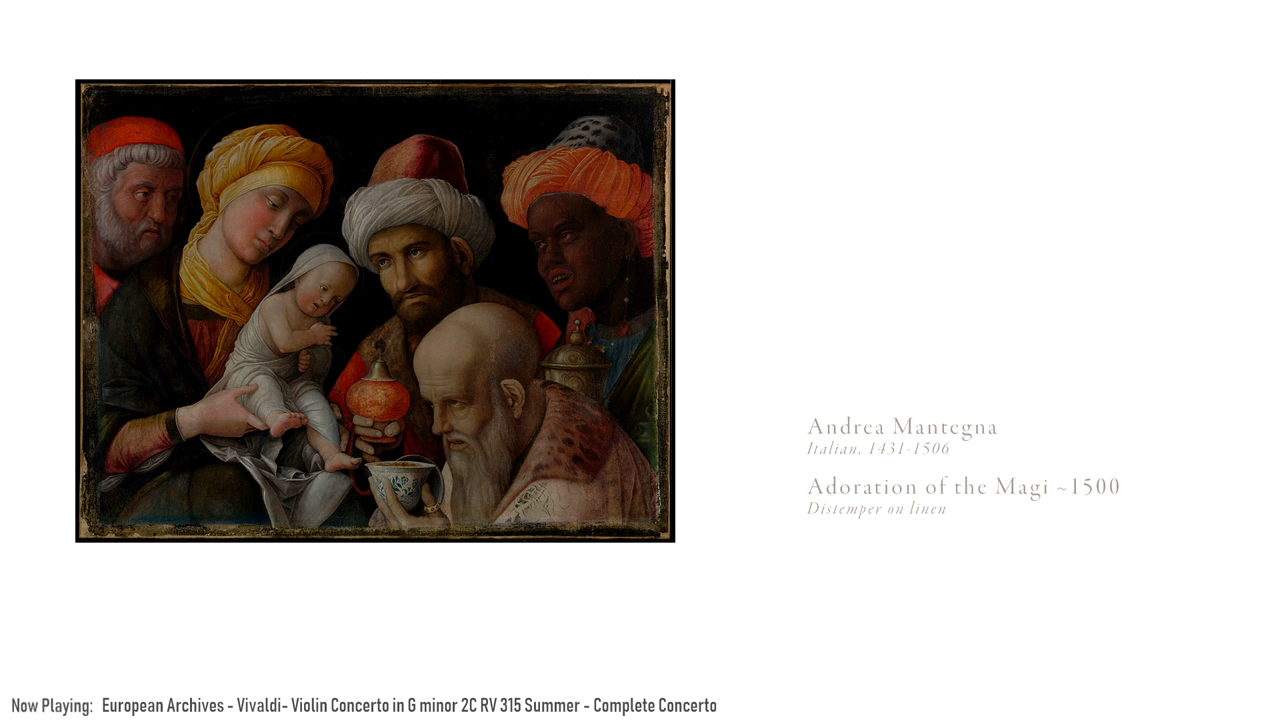 Andrea Mantegna
Italian, 1431-1506
Adoration of the Magi ~1500
Distemper on linen
Now Playing: European Archives - Vivaldi- Violin Concerto in G minor 2C RV 315 Summer - Complete Concerto